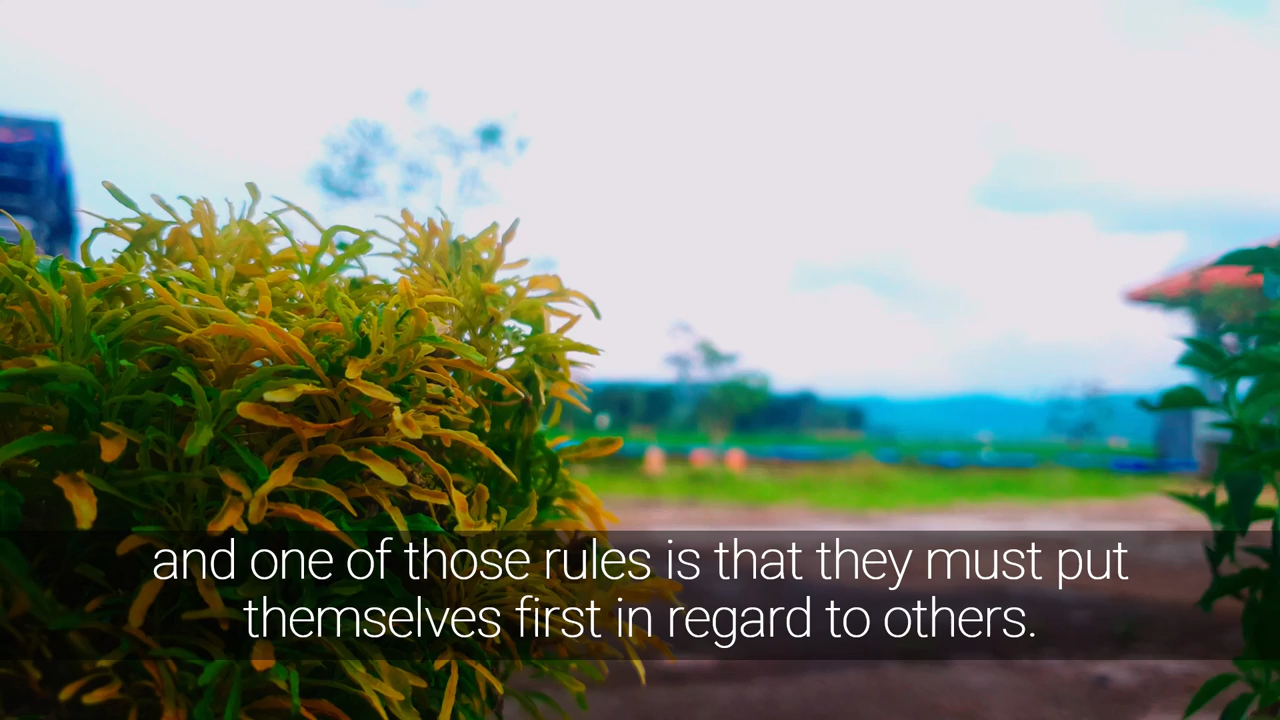 and one of those rules is that they must put
themselves first in regard to others.